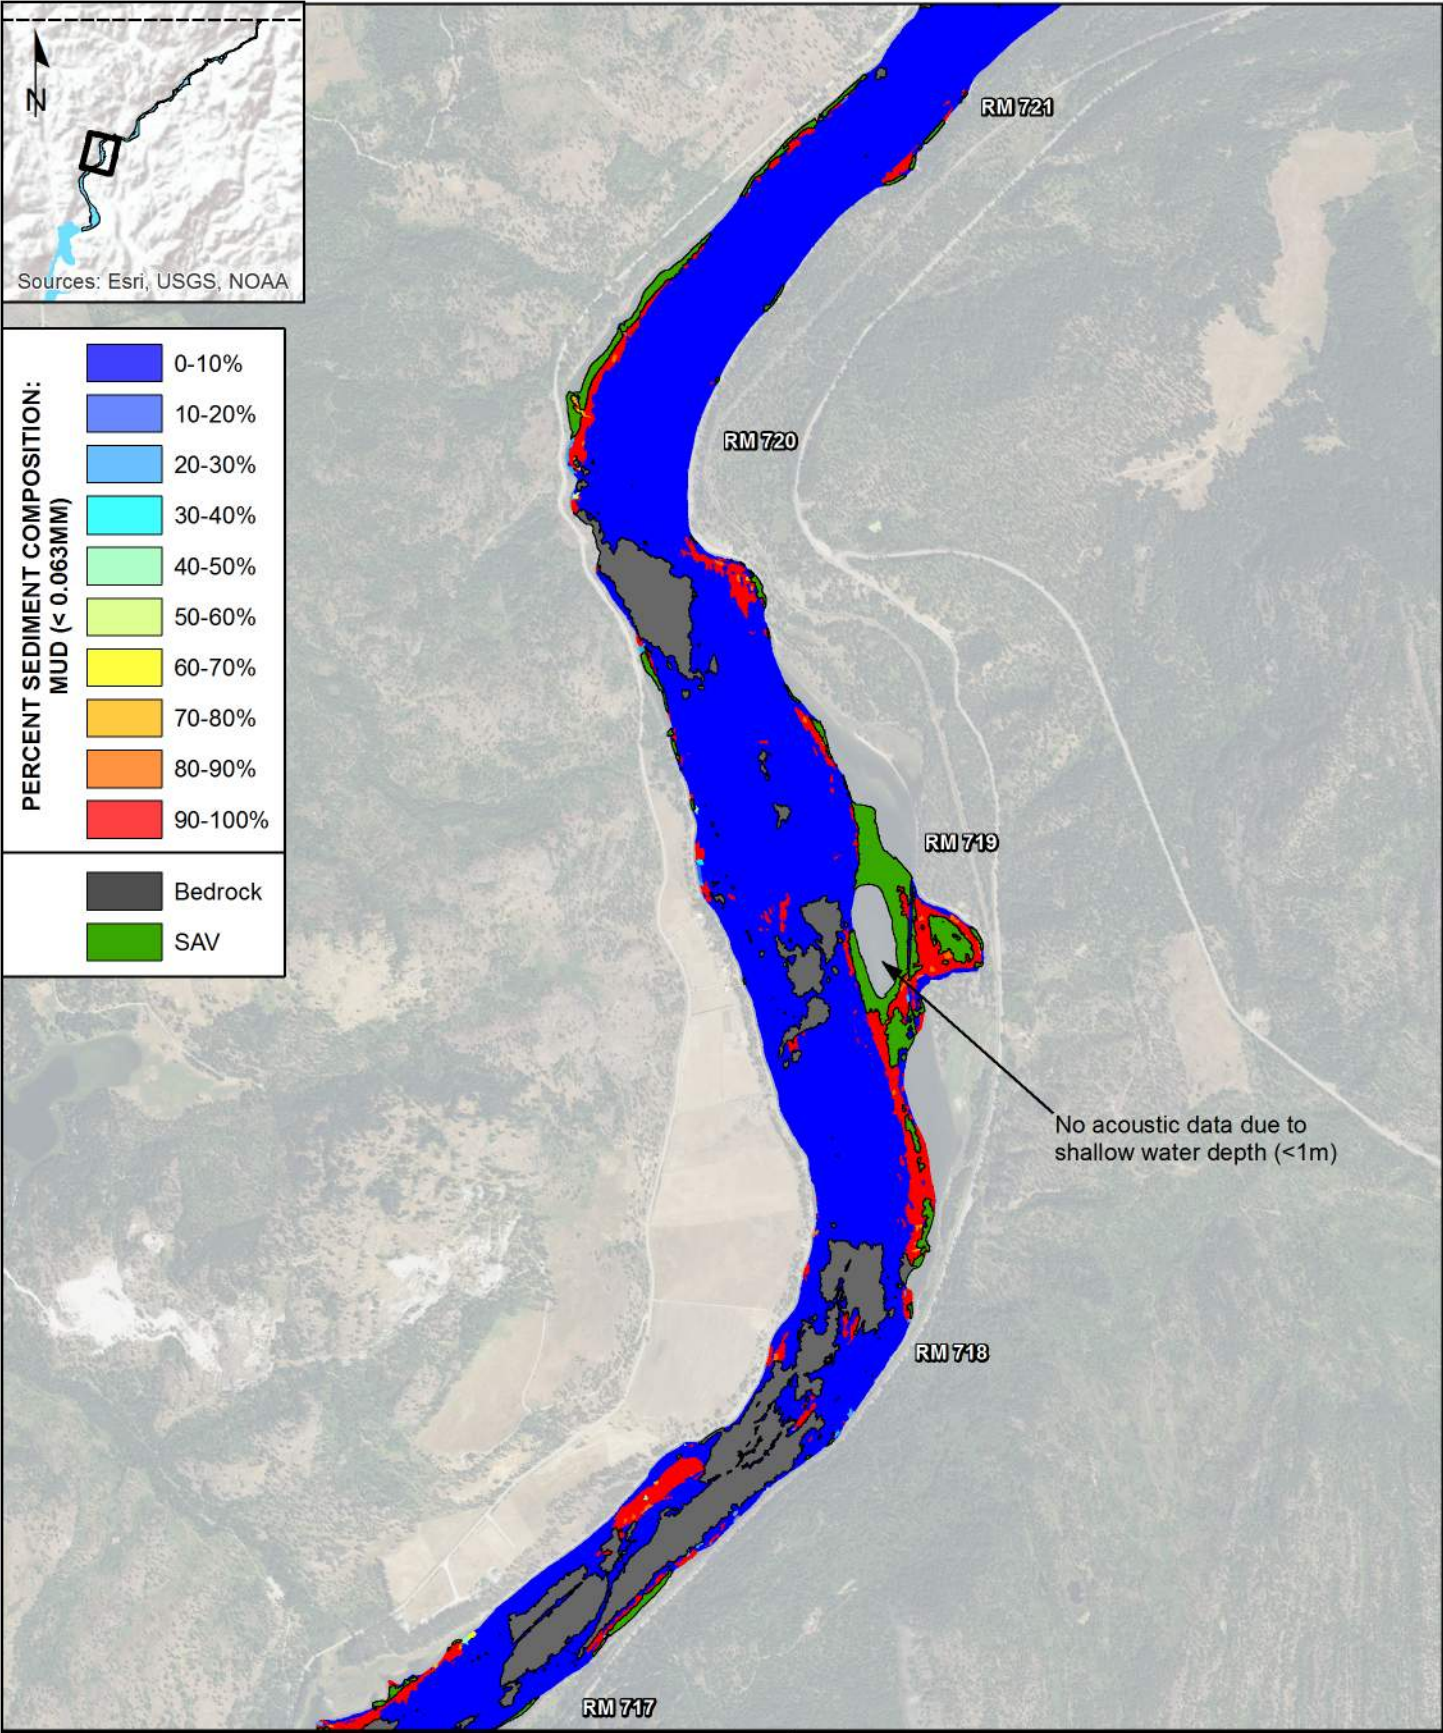 N
Sources: Esri, USGS, NOAA
PERCENT SEDIMENT COMPOSITION:
MUD (< 0.063MM)
0-10%
10-20%
20-30%
30-40%
40-50%
50-60%
60-70%
70-80%
80-90%
90-100%
Bedrock
SAV
RM 721
RM 720
RM 719
No acoustic data due to
shallow water depth (<1m)
RM 718
RM 717